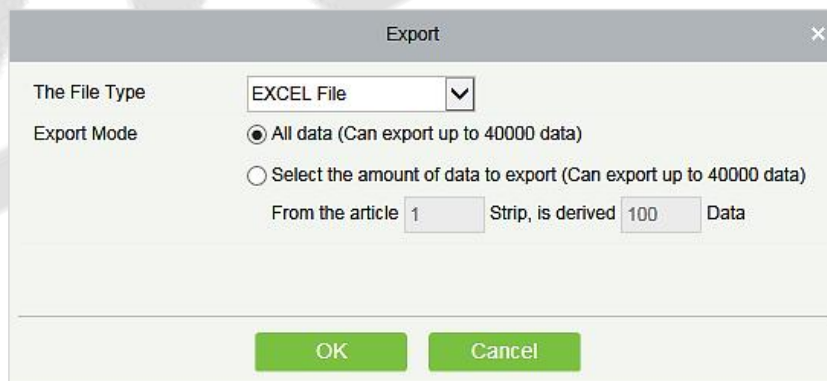 Export
The File Type EXCEL File
Export Mode All data (Can export up to 40000 data)
Select the amount of data to export (Can export up to 40000 data)
From the article 1 Strip, is derived 100 Data
OK Cancel